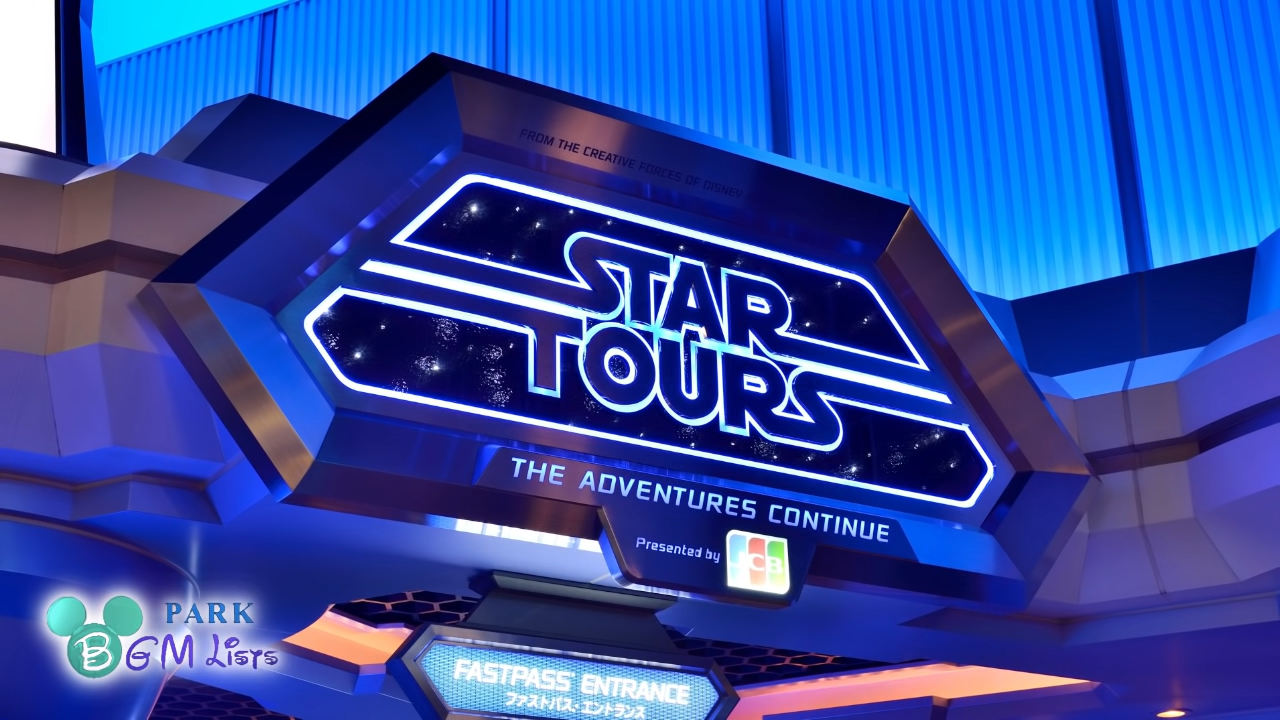 FROM THE CREATIVE FORCES OF DISNEY
STAR
TOURS
THE ADVENTURES CONTINUE
Presented by JCB
FASTPASS ENTRANCE
ファストパス・エントランス
PARK
BGM Lists